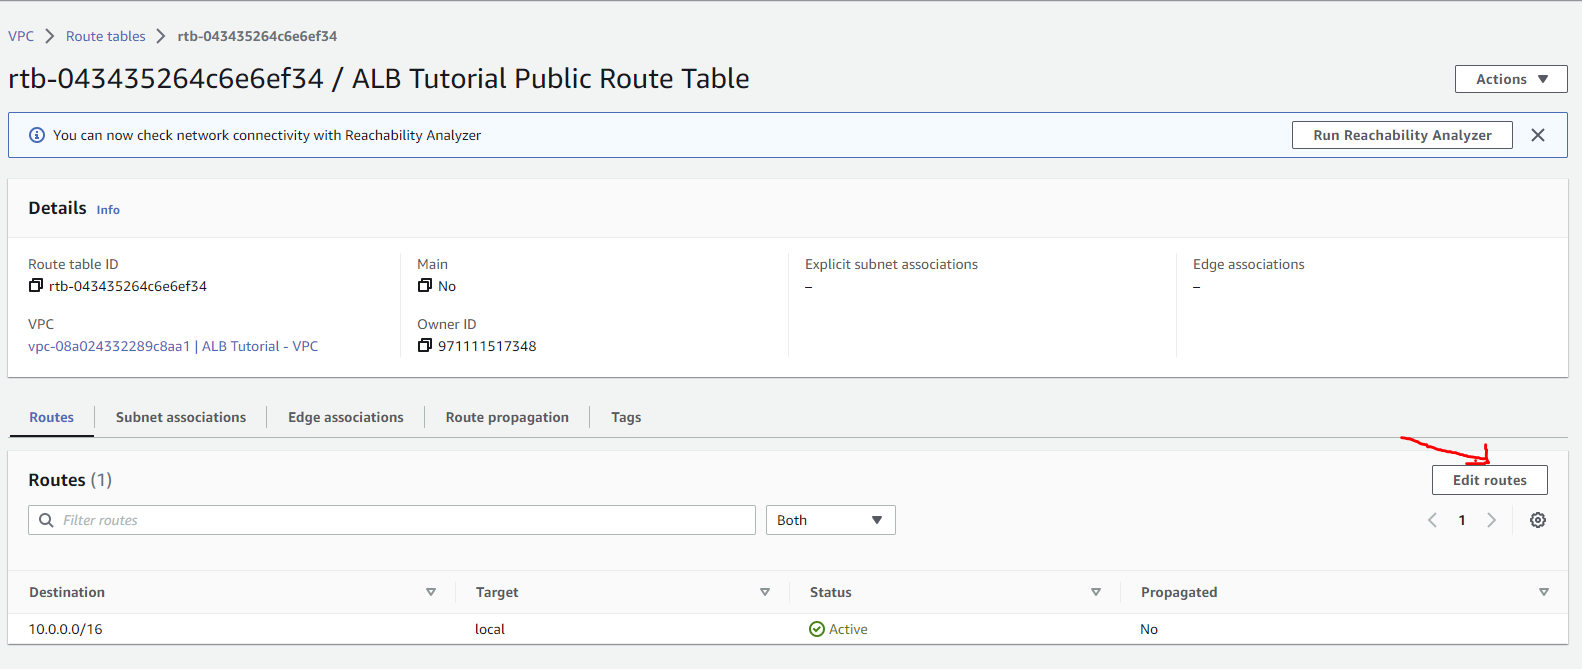 VPC > Route tables > rtb-043435264c6e6ef34
rtb-043435264c6e6ef34 / ALB Tutorial Public Route Table
Actions
You can now check network connectivity with Reachability Analyzer
Run Reachability Analyzer
Details Info
Route table ID
rtb-043435264c6e6ef34
Main
No
Explicit subnet associations
–
Edge associations
–
VPC
vpc-08a024332289c8aa1 | ALB Tutorial - VPC
Owner ID
971111517348
Routes
Subnet associations
Edge associations
Route propagation
Tags
Routes (1)
Edit routes
Filter routes
Both
1
Destination Target Status Propagated
10.0.0.0/16 local Active No